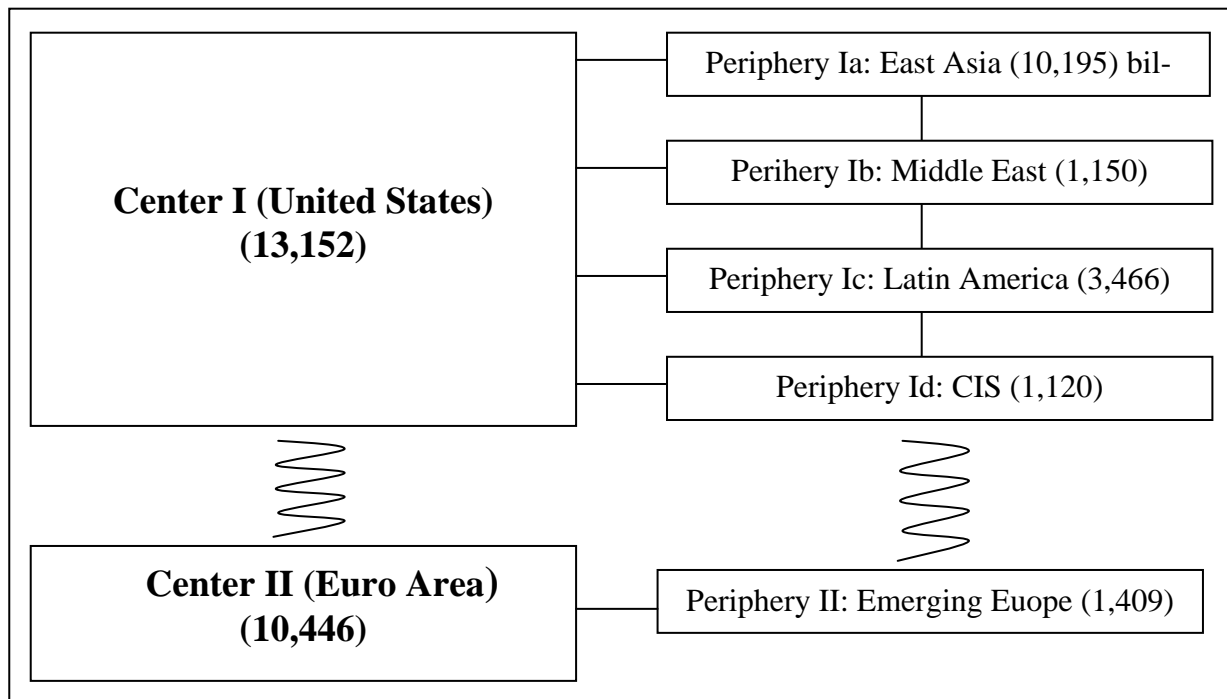 Center I (United States)
(13,152)
Periphery Ia: East Asia (10,195) bil-
Perihery Ib: Middle East (1,150)
Periphery Ic: Latin America (3,466)
Periphery Id: CIS (1,120)
Center II (Euro Area)
(10,446)
Periphery II: Emerging Euope (1,409)